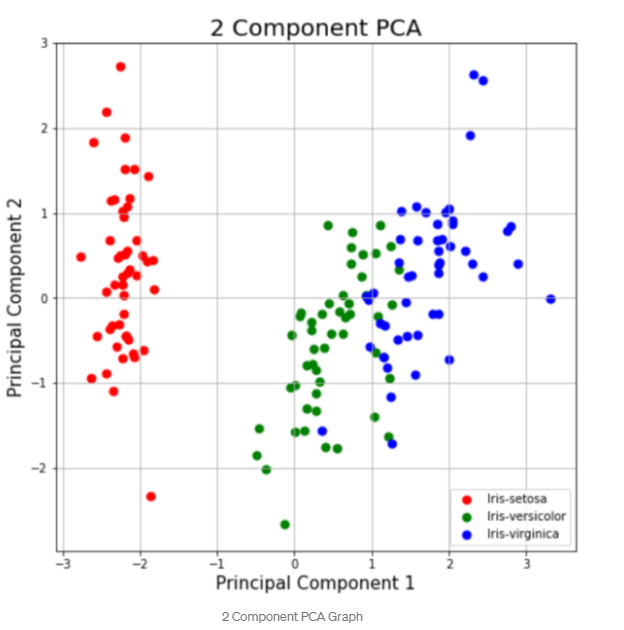 2 Component PCA
3
2
1
0
−1
−2
Principal Component 2
−3
−2
−1
0
1
2
3
Principal Component 1
Iris-setosa
Iris-versicolor
Iris-virginica
2 Component PCA Graph